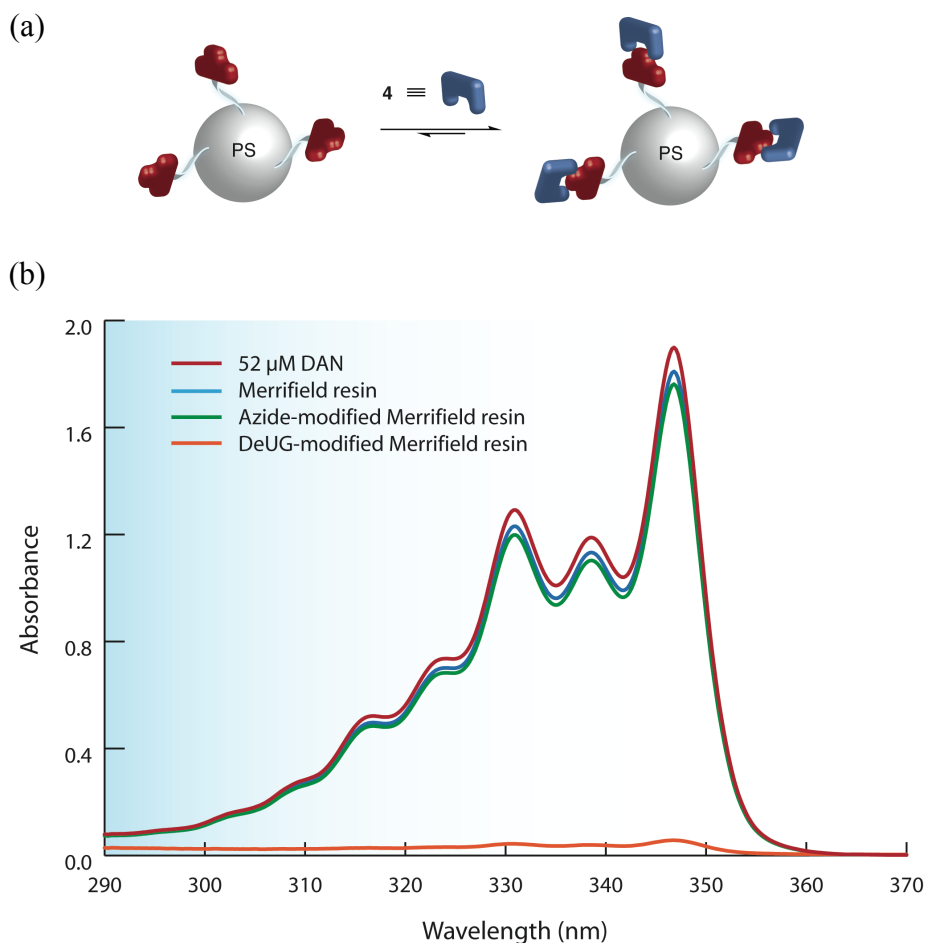 (a)
4 ≡
PS
PS
(b)
2.0
1.6
1.2
0.8
0.4
0.0
Absorbance
52 µM DAN
Merrifield resin
Azide-modified Merrifield resin
DeUG-modified Merrifield resin
290 300 310 320 330 340 350 360 370
Wavelength (nm)